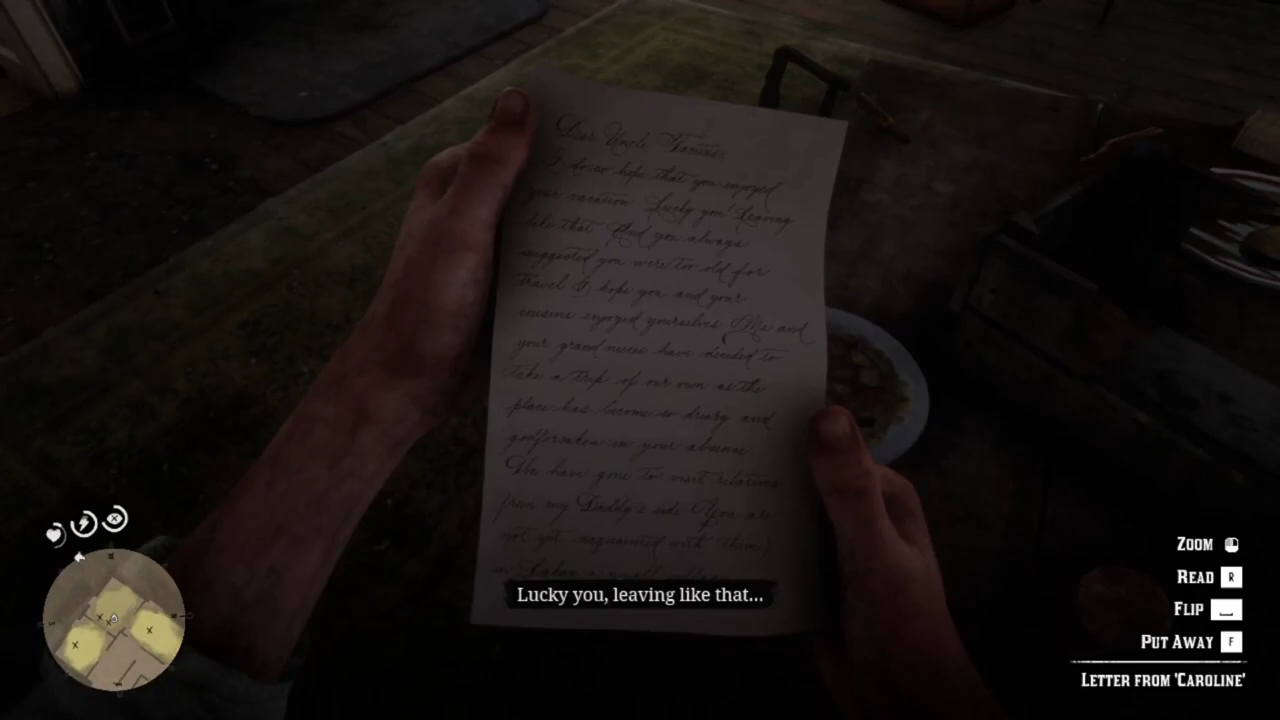 Dear Uncle Tacitus,
I do so hope that you enjoyed
your vacation. Lucky you! Leaving
like that. And you always
suggested you were too old for
travel. I hope you and your
cousins enjoyed yourselves. Me and
your grand nieces have decided to
take a trip of our own as the
place has become so dreary and
godforsaken in your absence.
We have gone to visit relatives
from my Daddy's side (You are
not yet acquainted with them)
Lucky you, leaving like that...
ZOOM
READ R
FLIP
PUT AWAY F
LETTER FROM 'CAROLINE'